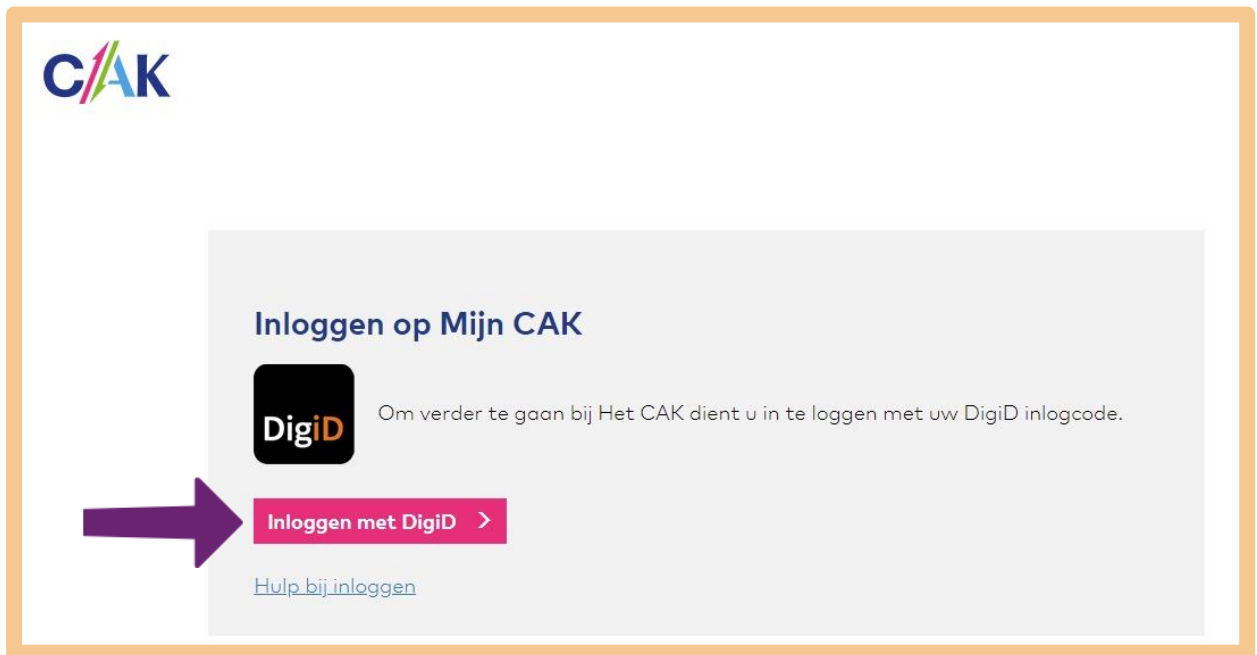 CAK
Inloggen op Mijn CAK
DigiD
Om verder te gaan bij Het CAK dient u in te loggen met uw DigiD inlogcode.
Inloggen met DigiD >
Hulp bij inloggen